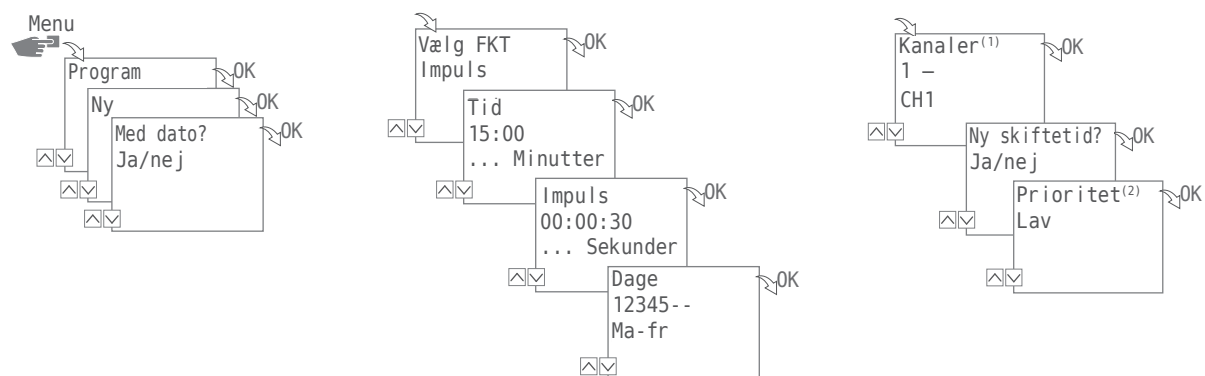 Menu
Program
OK
Ny
OK
Med dato?
OK
Ja/nej
Vælg FKT
OK
Impuls
Tid
OK
15:00
... Minutter
Impuls
OK
00:00:30
... Sekunder
Dage
OK
12345--
Ma-fr
Kanaler(1)
OK
1 –
CH1
Ny skiftetid?
OK
Ja/nej
Prioritet(2)
OK
Lav